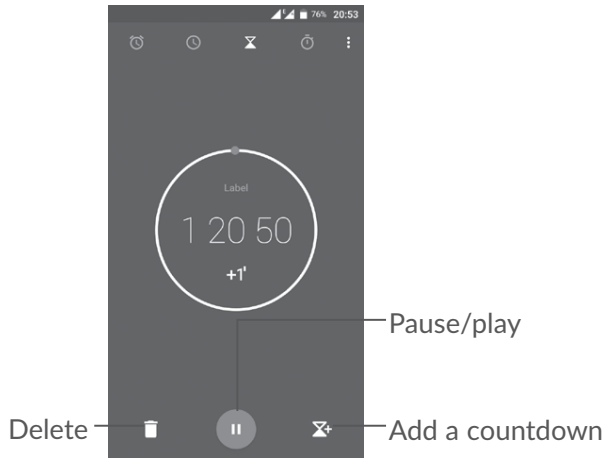 76% 20:53
Label
1 20 50
+1'
Pause/play
Delete
Add a countdown